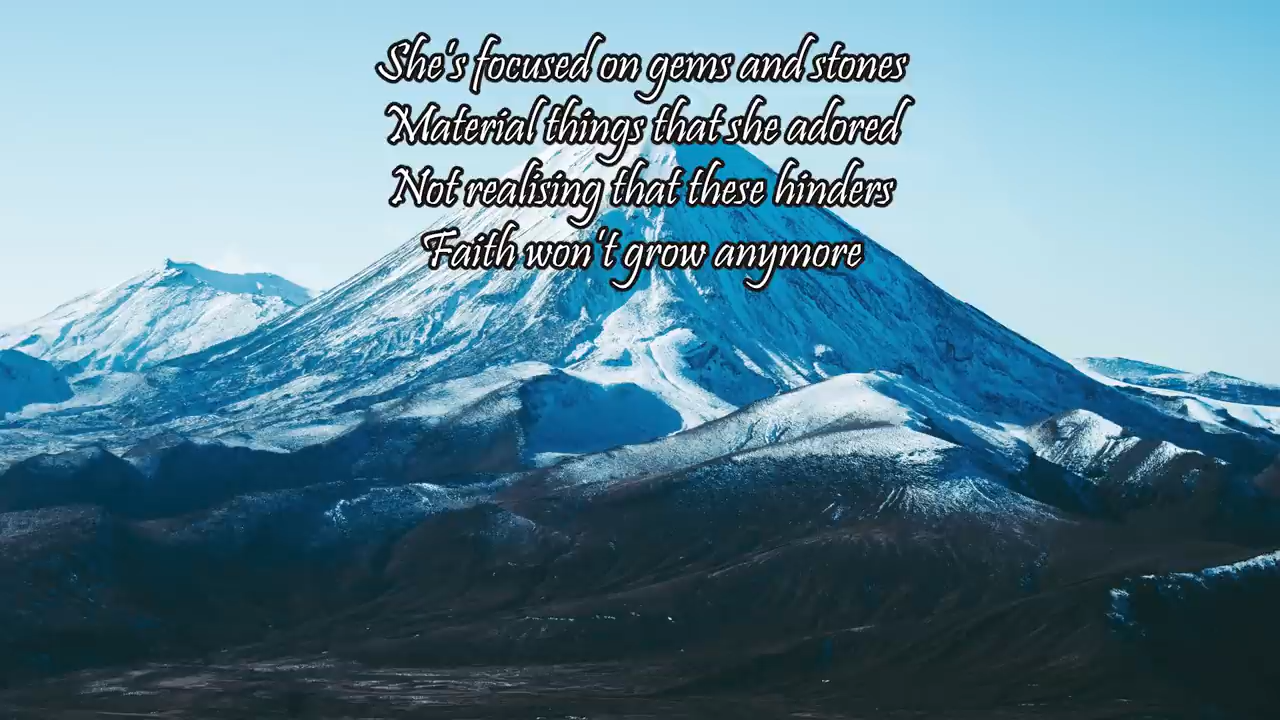 She's focused on gems and stones
Material things that she adored
Not realising that these hinders
Faith won't grow anymore